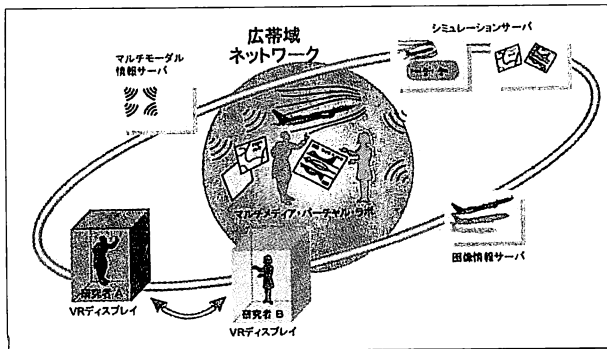 広帯域
ネットワーク
シミュレーションサーバ
マルチモーダル
情報サーバ
マルチメディア・バーチャル・ラボ
画像情報サーバ
研究者 A
VRディスプレイ
研究者 B
VRディスプレイ